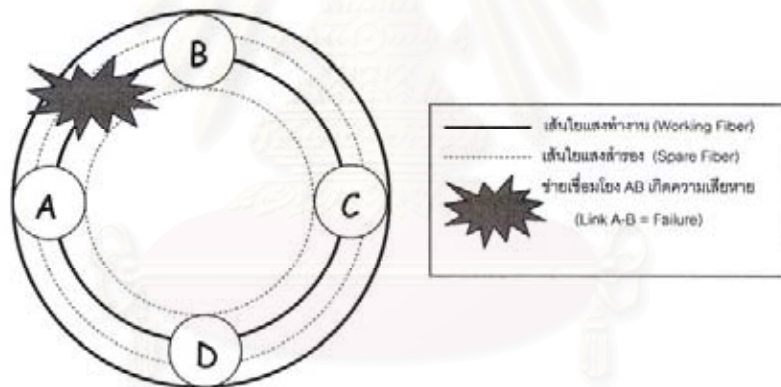 B
A
C
D
เส้นใยแสงทำงาน (Working Fiber)
เส้นใยแสงสำรอง (Spare Fiber)
ข่ายเชื่อมโยง AB เกิดความเสียหาย
(Link A-B = Failure)